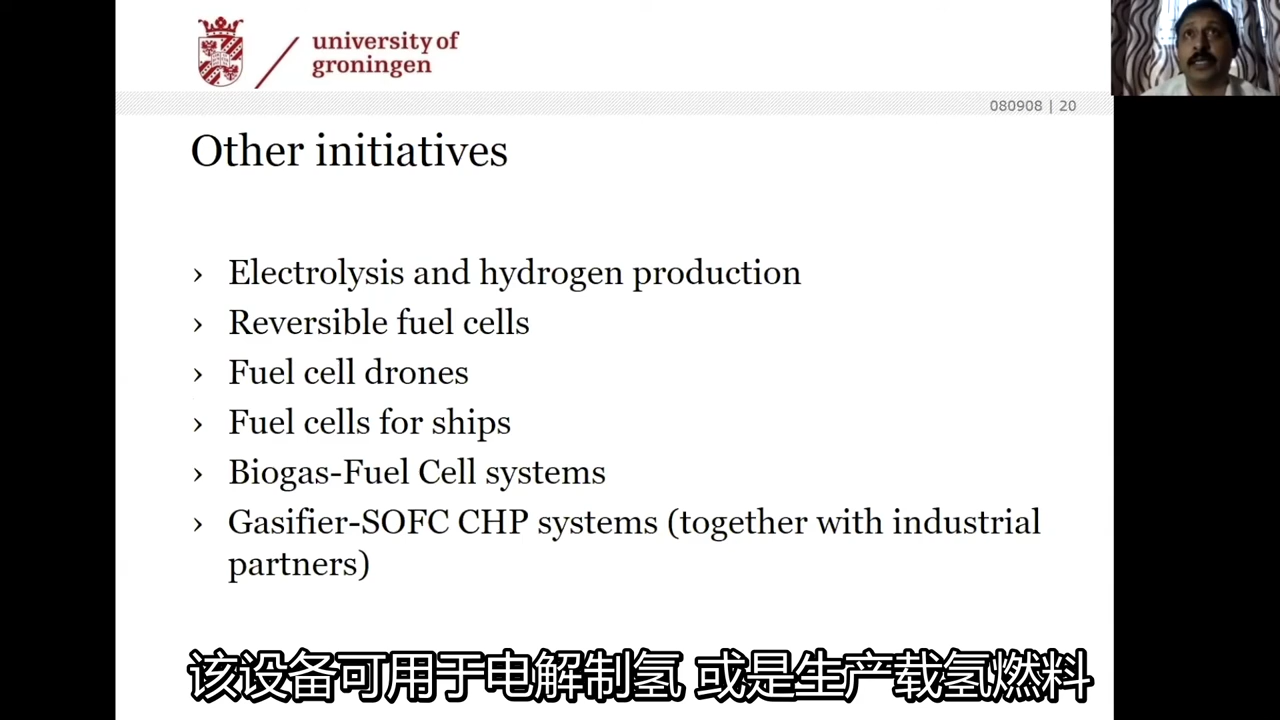 university of
groningen
080908 | 20
Other initiatives
› Electrolysis and hydrogen production
› Reversible fuel cells
› Fuel cell drones
› Fuel cells for ships
› Biogas-Fuel Cell systems
› Gasifier-SOFC CHP systems (together with industrial
partners)
该设备可用于电解制氢 或是生产载氢燃料